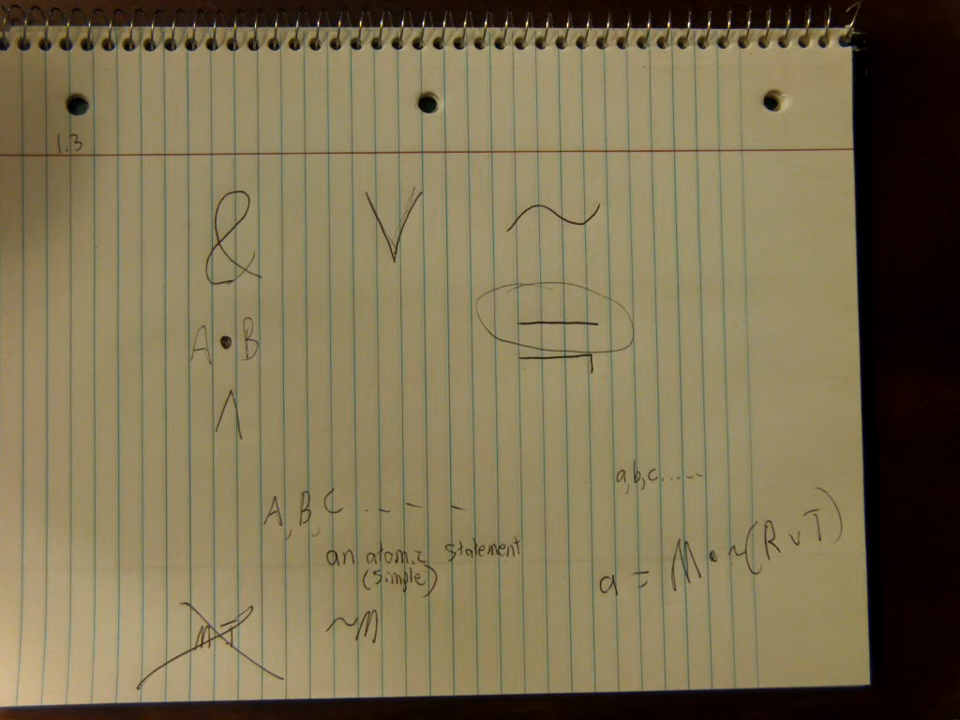 1.3
& V ~
—
A • B
¬
Λ
a,b,c.....
A, B, C . - - -
an atomic statement
(simple)
a = M • ~(R v T)
~M